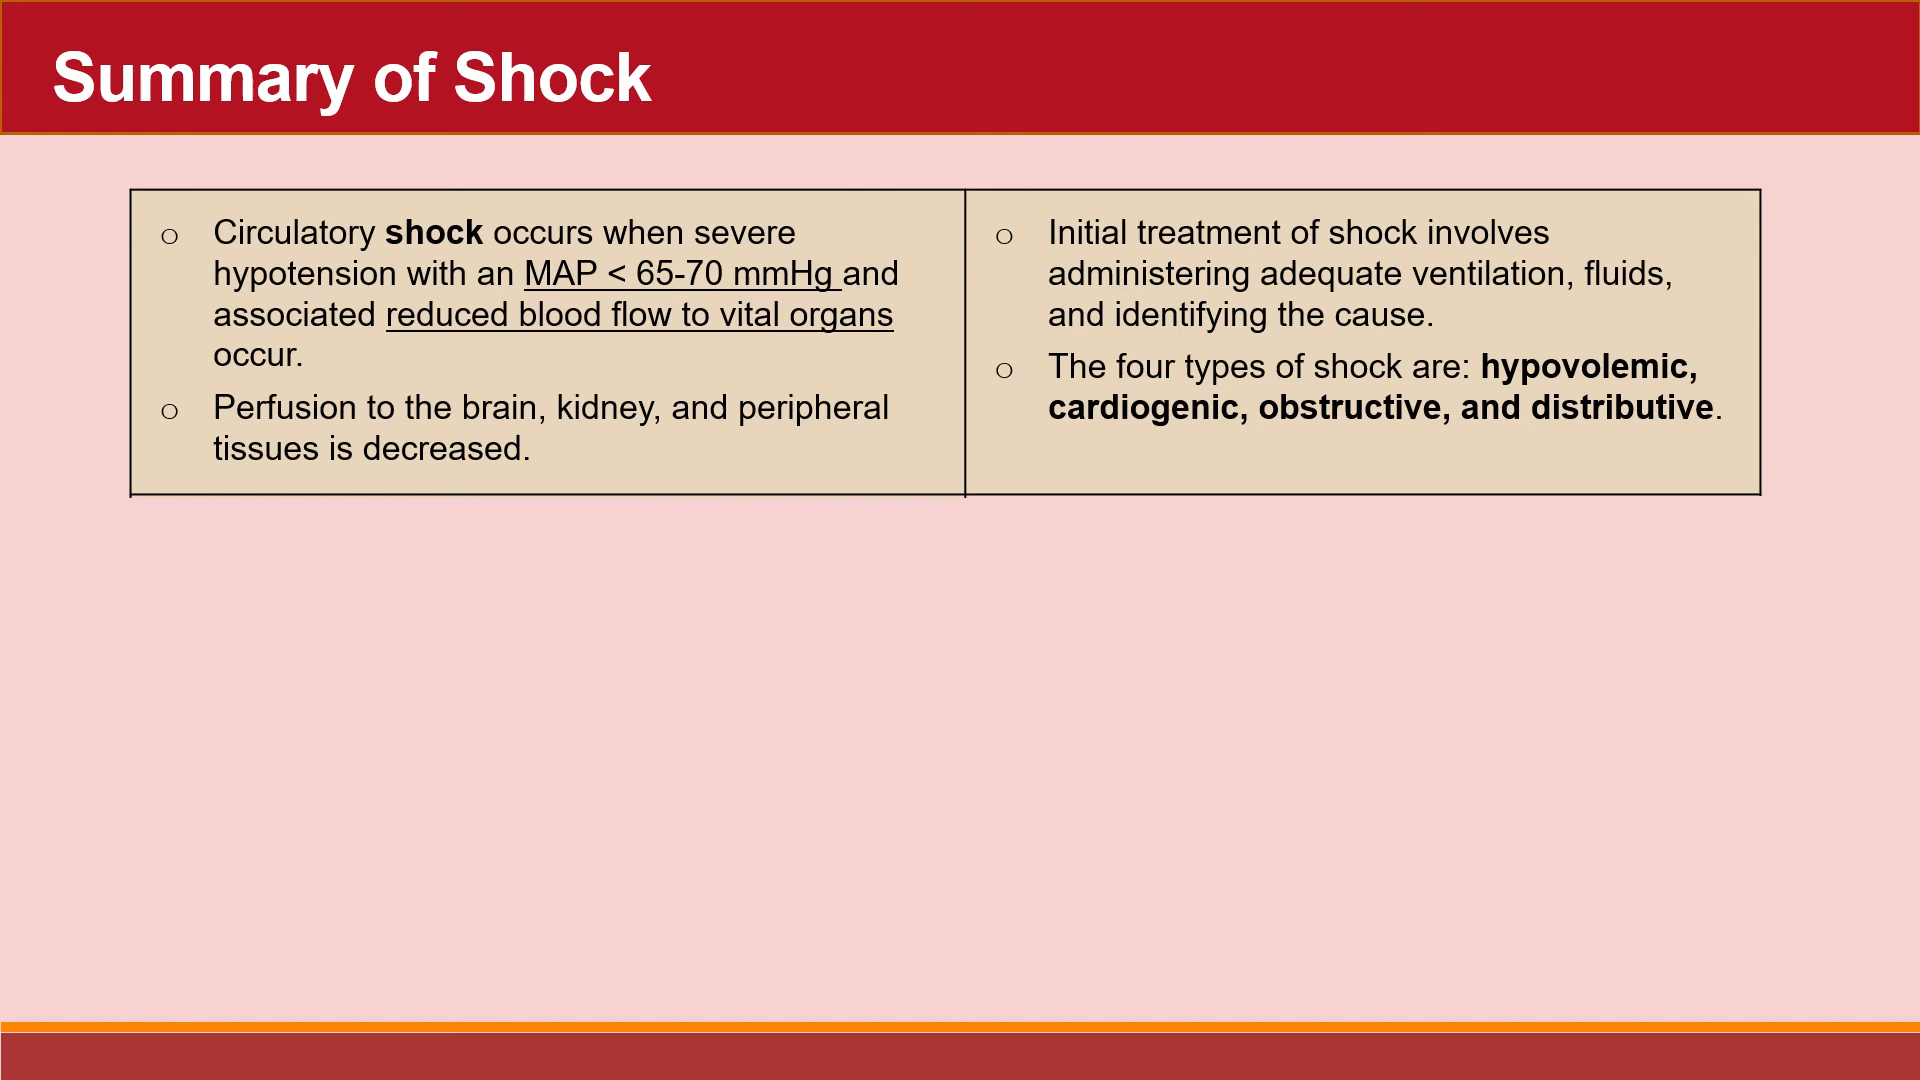 Summary of Shock
o Circulatory shock occurs when severe
hypotension with an MAP < 65-70 mmHg and
associated reduced blood flow to vital organs
occur.
o Perfusion to the brain, kidney, and peripheral
tissues is decreased.
o Initial treatment of shock involves
administering adequate ventilation, fluids,
and identifying the cause.
o The four types of shock are: hypovolemic,
cardiogenic, obstructive, and distributive.